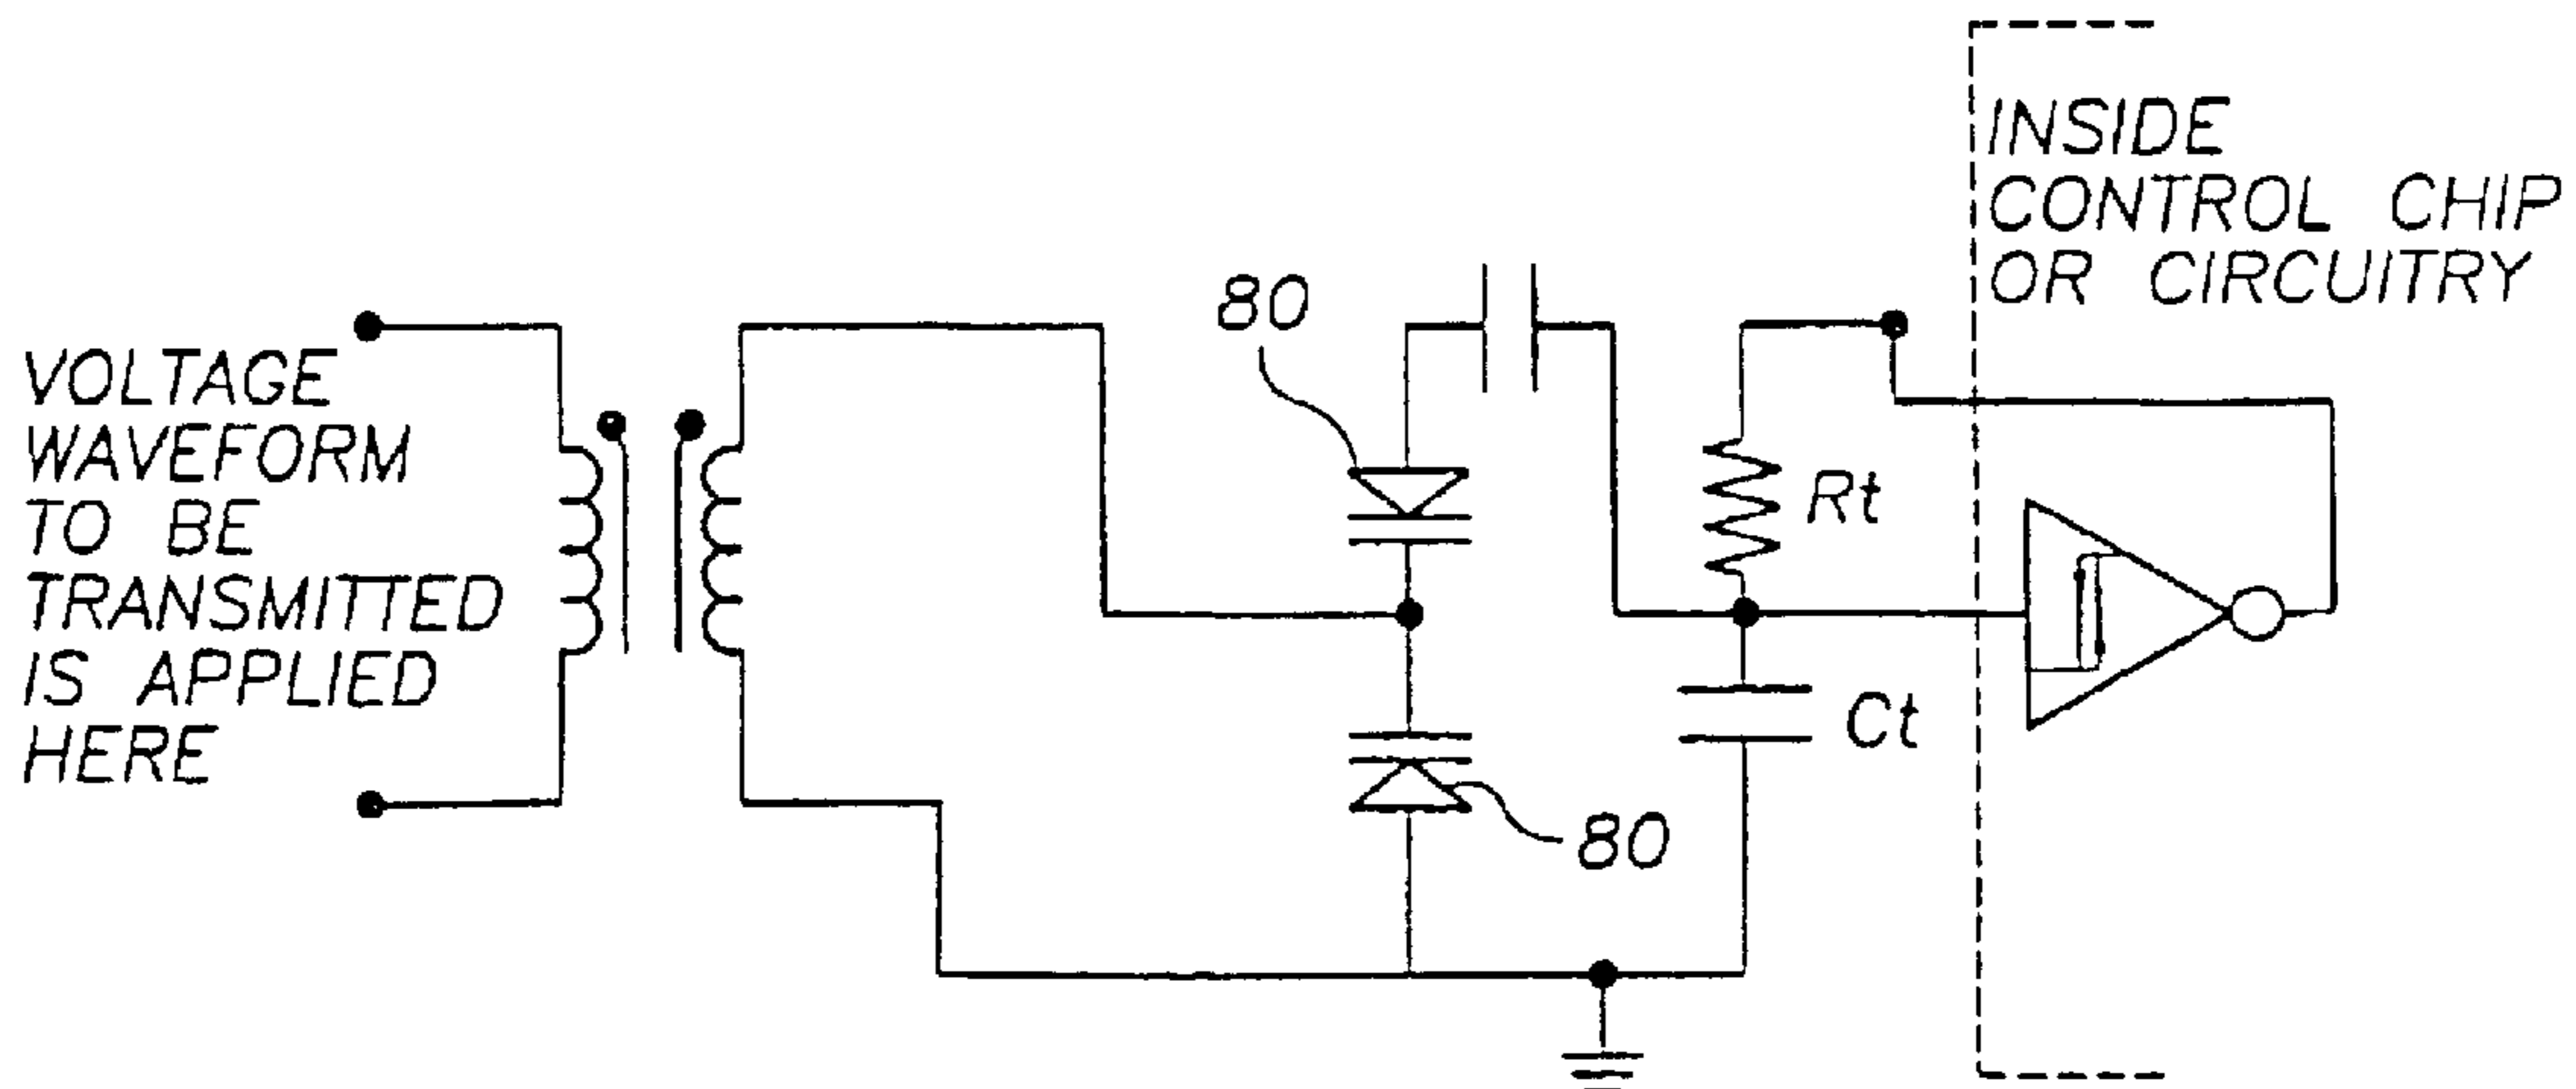 VOLTAGE
WAVEFORM
TO BE
TRANSMITTED
IS APPLIED
HERE
80
80
Rt
Ct
INSIDE
CONTROL CHIP
OR CIRCUITRY